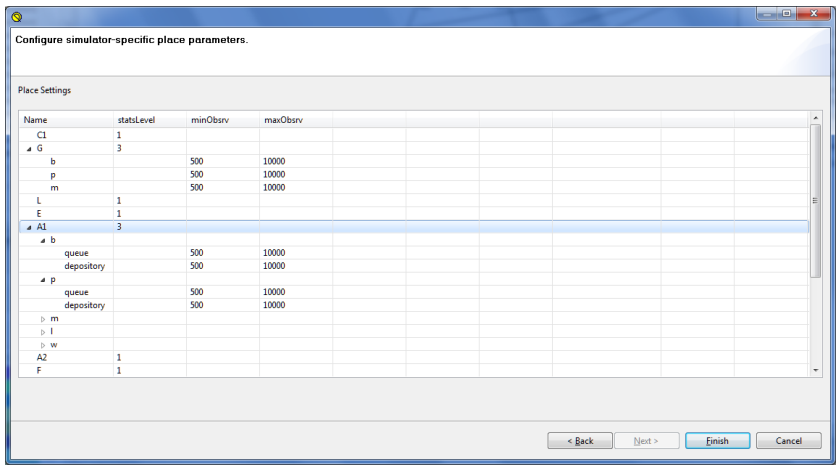 Configure simulator-specific place parameters.
Place Settings
Name statsLevel minObsrv maxObsrv
C1 1
G 3
b 500 10000
p 500 10000
m 500 10000
L 1
E 1
A1 3
b
queue 500 10000
depository 500 10000
p
queue 500 10000
depository 500 10000
m
l
w
A2 1
F 1
< Back Next > Finish Cancel